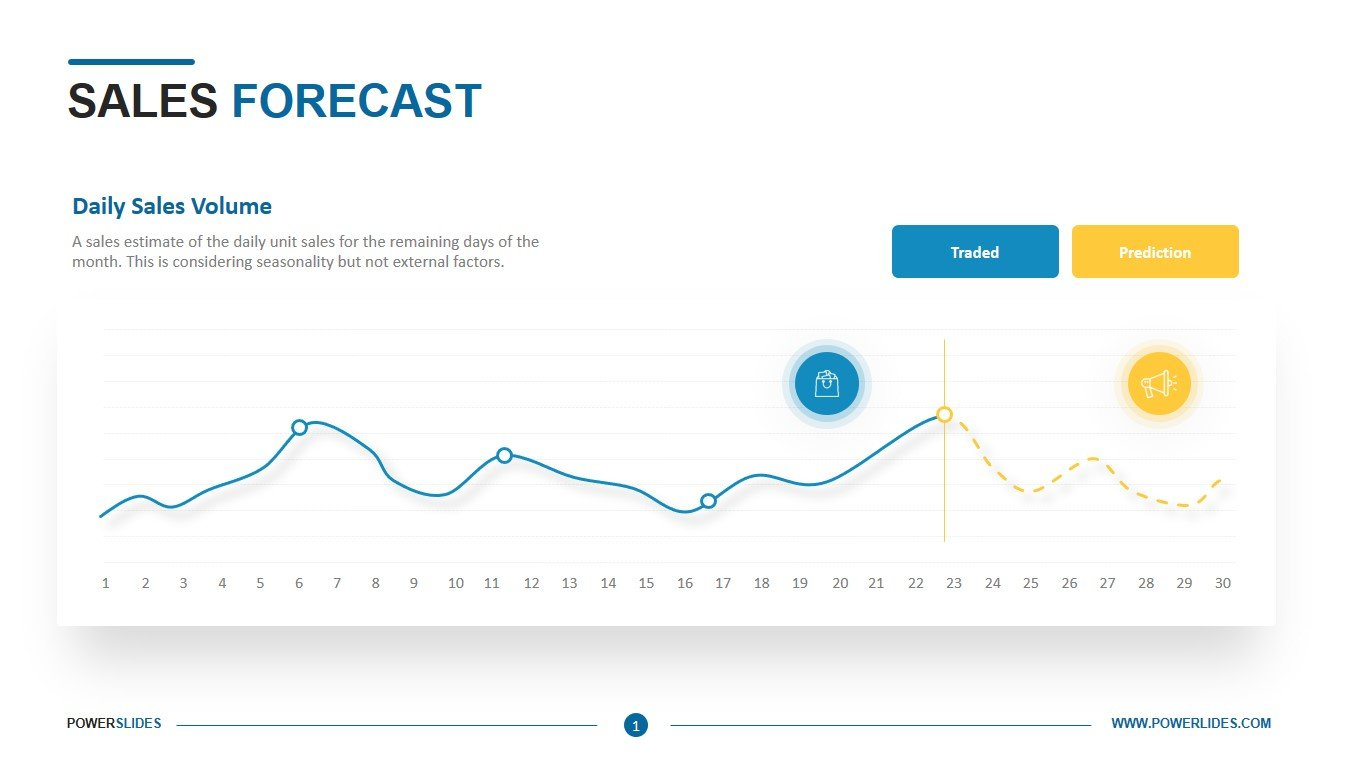 SALES FORECAST
Daily Sales Volume
A sales estimate of the daily unit sales for the remaining days of the
month. This is considering seasonality but not external factors.
Traded
Prediction
1 2 3 4 5 6 7 8 9 10 11 12 13 14 15 16 17 18 19 20 21 22 23 24 25 26 27 28 29 30
POWERSLIDES
1
WWW.POWERLIDES.COM